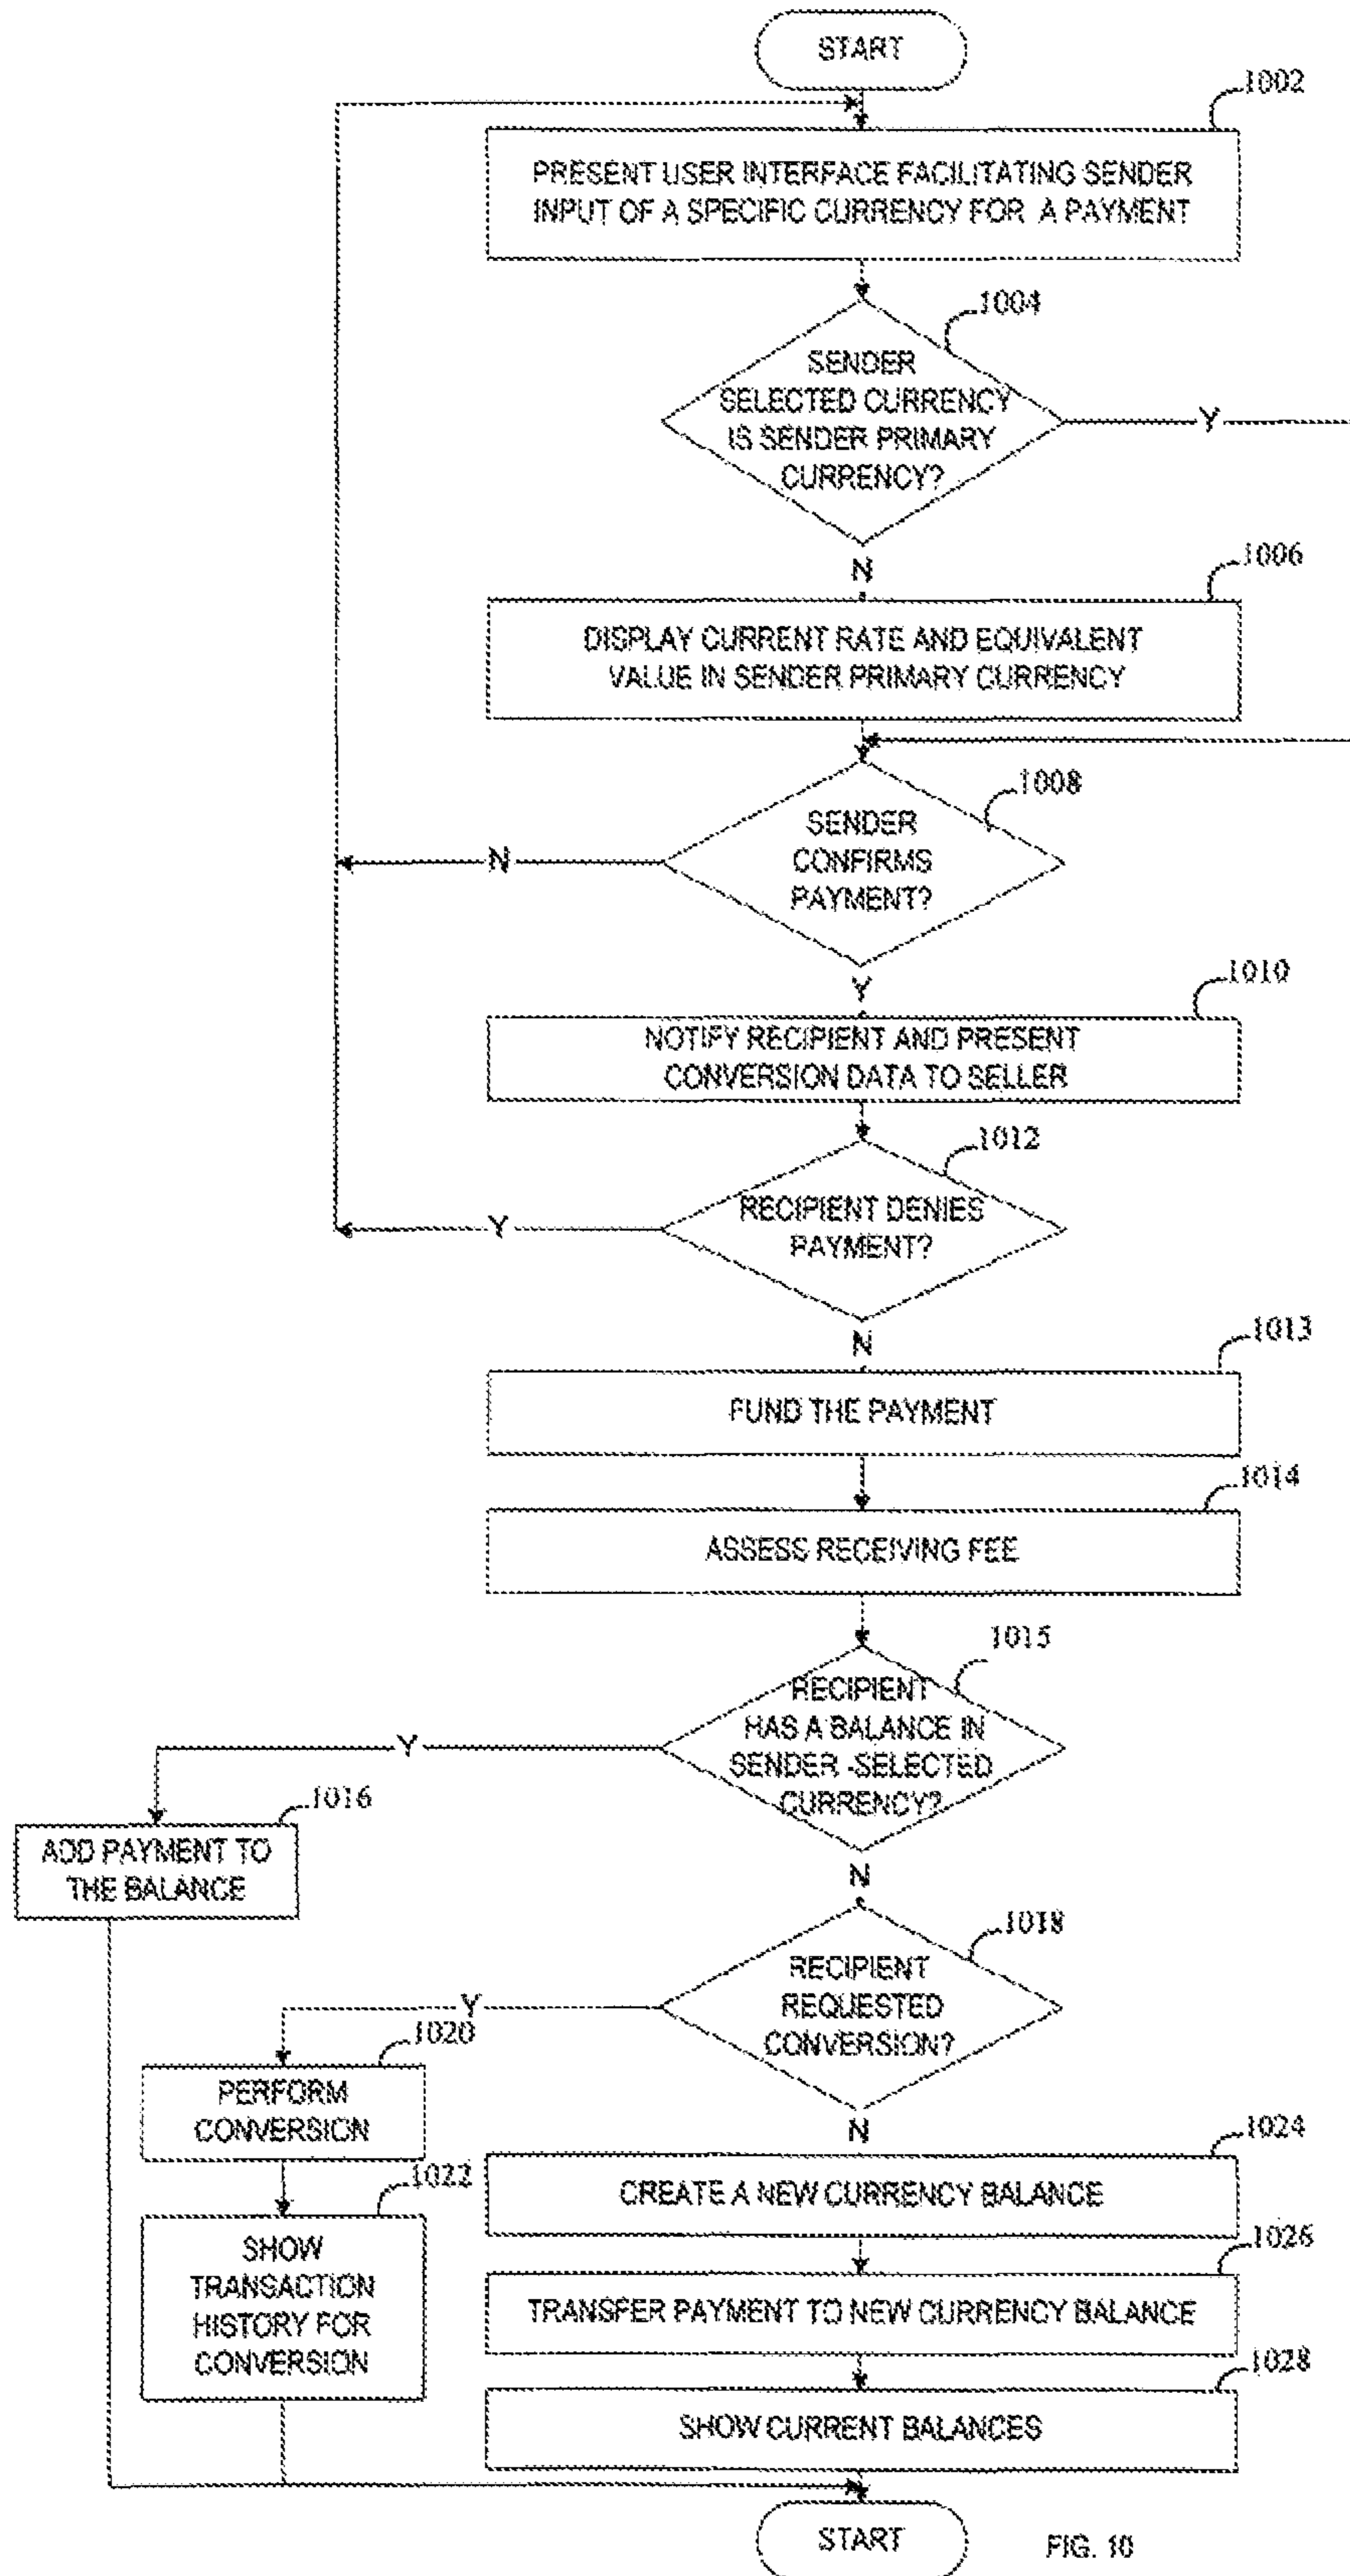 START
1002
PRESENT USER INTERFACE FACILITATING SENDER
INPUT OF A SPECIFIC CURRENCY FOR A PAYMENT
1004
SENDER
SELECTED CURRENCY
IS SENDER PRIMARY
CURRENCY?
Y
N
1006
DISPLAY CURRENT RATE AND EQUIVALENT
VALUE IN SENDER PRIMARY CURRENCY
1008
SENDER
CONFIRMS
PAYMENT?
N
Y
1010
NOTIFY RECIPIENT AND PRESENT
CONVERSION DATA TO SELLER
1012
RECIPIENT DENIES
PAYMENT?
Y
N
1013
FUND THE PAYMENT
1014
ASSESS RECEIVING FEE
1015
RECIPIENT
HAS A BALANCE IN
SENDER -SELECTED
CURRENCY?
Y
1016
ADD PAYMENT TO
THE BALANCE
N
1018
RECIPIENT
REQUESTED
CONVERSION?
Y
1020
PERFORM
CONVERSION
N
1024
CREATE A NEW CURRENCY BALANCE
1022
SHOW
TRANSACTION
HISTORY FOR
CONVERSION
1026
TRANSFER PAYMENT TO NEW CURRENCY BALANCE
1028
SHOW CURRENT BALANCES
START
FIG. 10